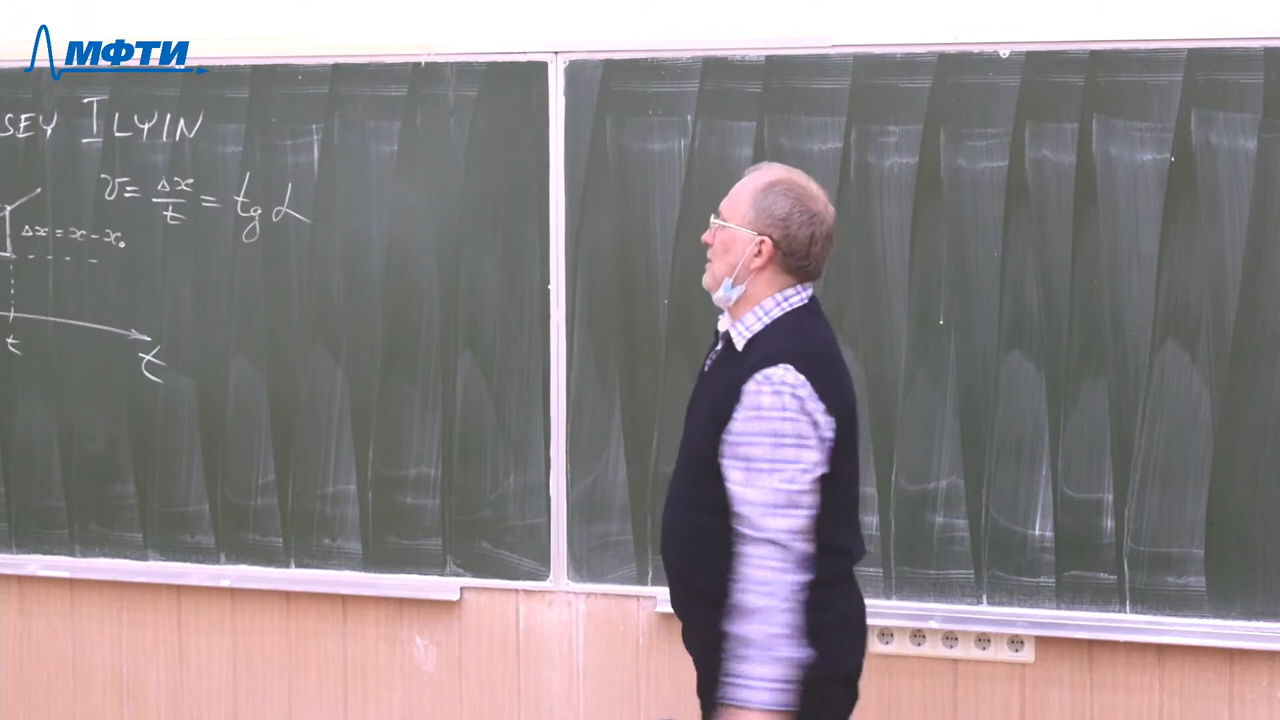 МФТИ
SEY ILYIN
v = Δx/t = tg α
Δx = x - x₀
t
t